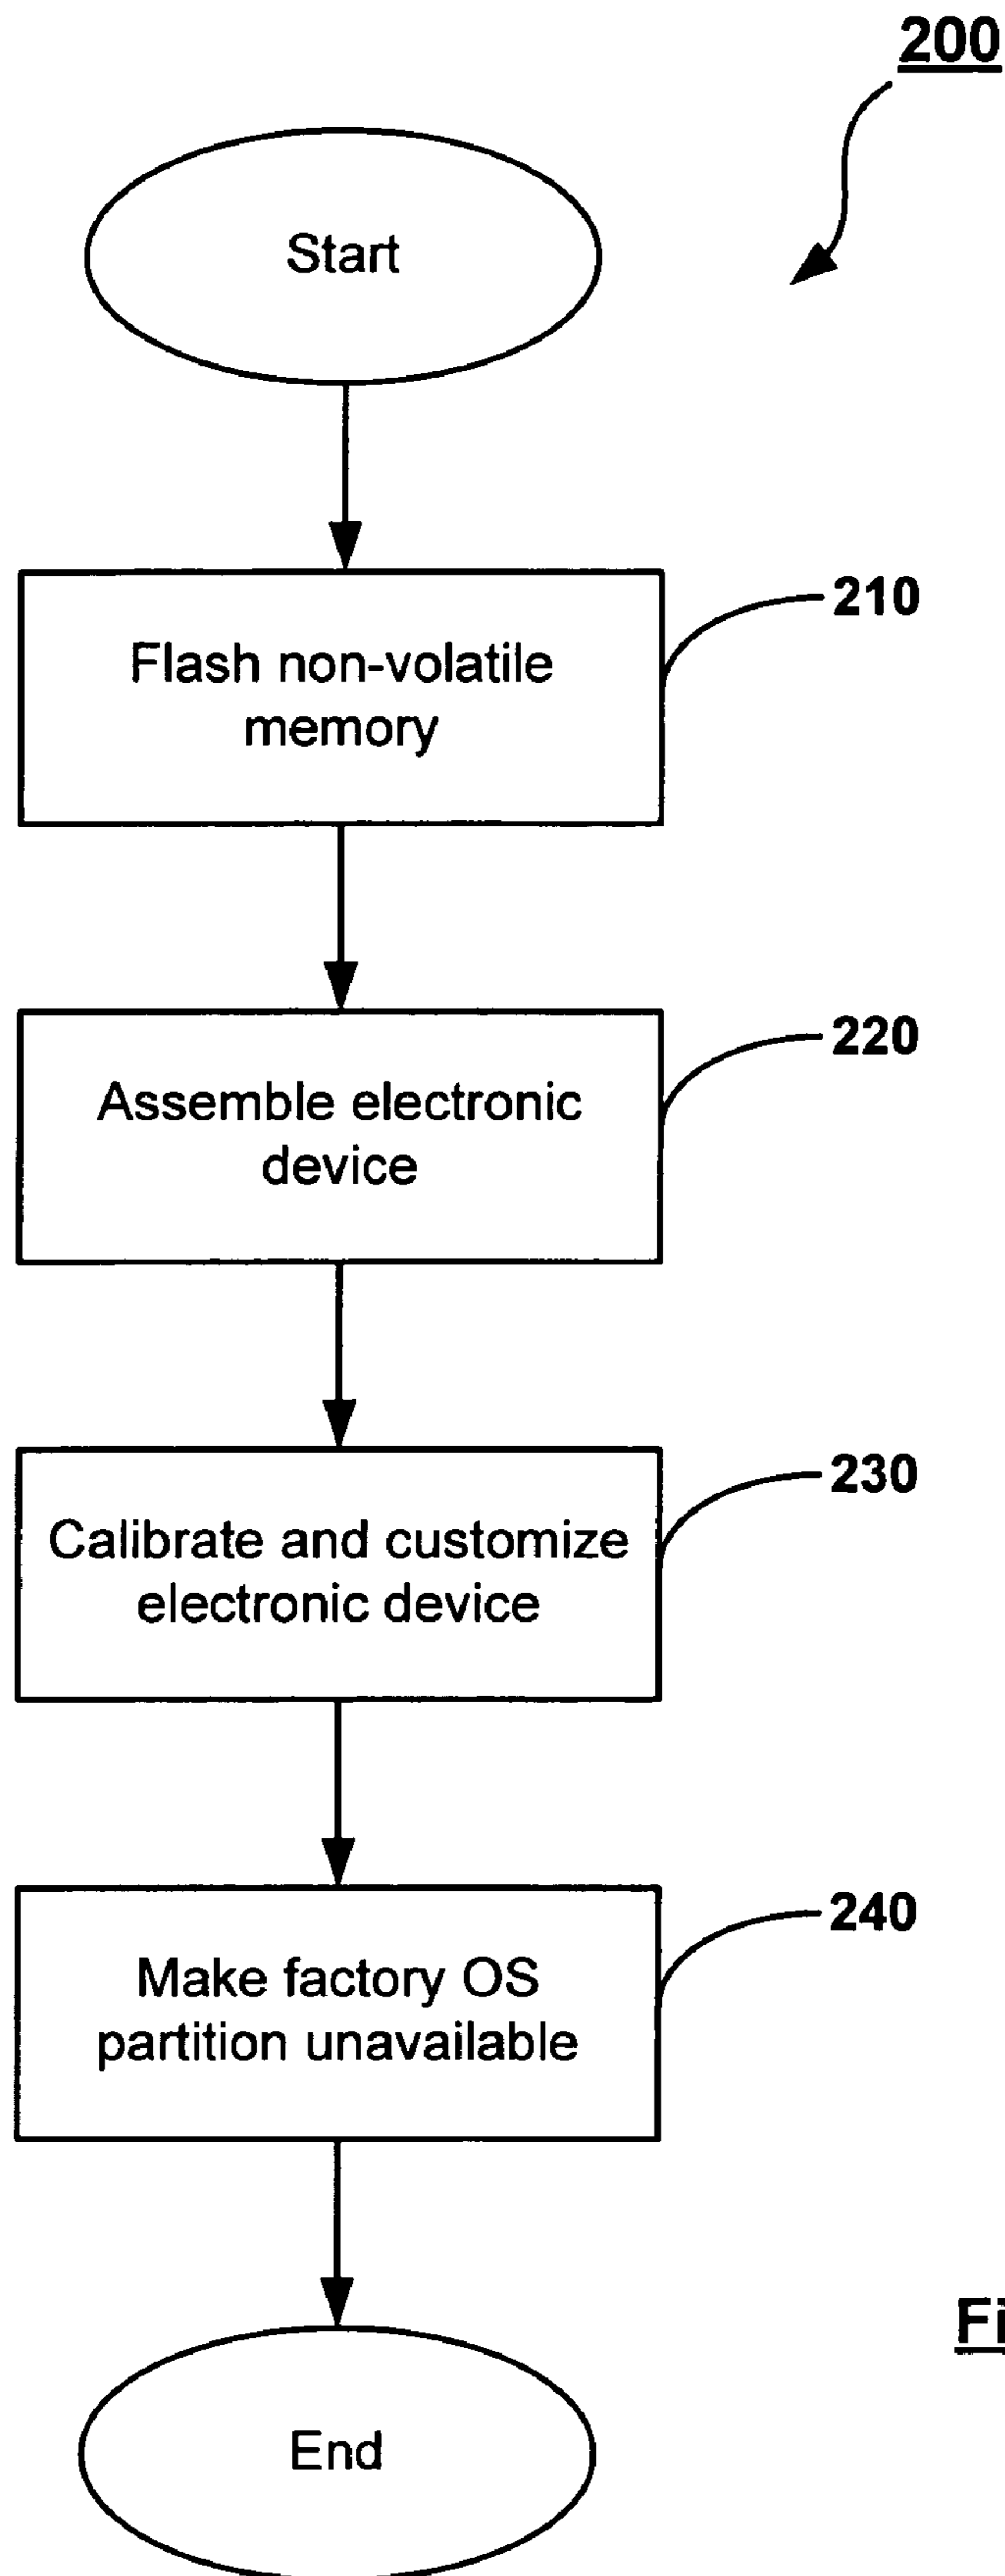 200
Start
Flash non-volatile
memory
210
Assemble electronic
device
220
Calibrate and customize
electronic device
230
Make factory OS
partition unavailable
240
End